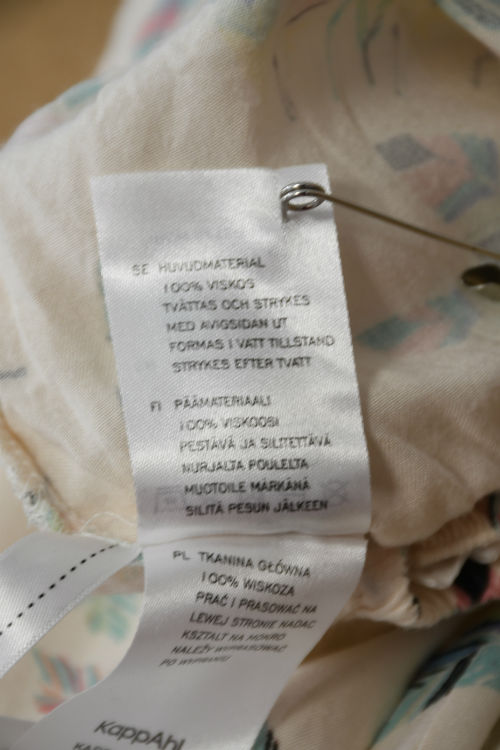 SE HUVUDMATERIAL
100% VISKOS
TVÄTTAS OCH STRYKES
MED AVIGSIDAN UT
FORMAS I VÅTT TILLSTAND
STRYKES EFTER TVÄTT
FI PÄÄMATERIAALI
100% VISKOOSI
PESTÄVÄ JA SILITETTÄVÄ
NURJALTA POULELTA
MUOTOILE MÄRKÄNÄ
SILITÄ PESUN JÄLKEEN
PL TKANINA GŁÓWNA
100% WISKOZA
PRAĆ I PRASOWAĆ NA
LEWEJ STRONIE NADAĆ
KSZTAŁT NA MOKRO
NALEŻY WYPRASOWAĆ
PO WYPRANIU
KappAhl